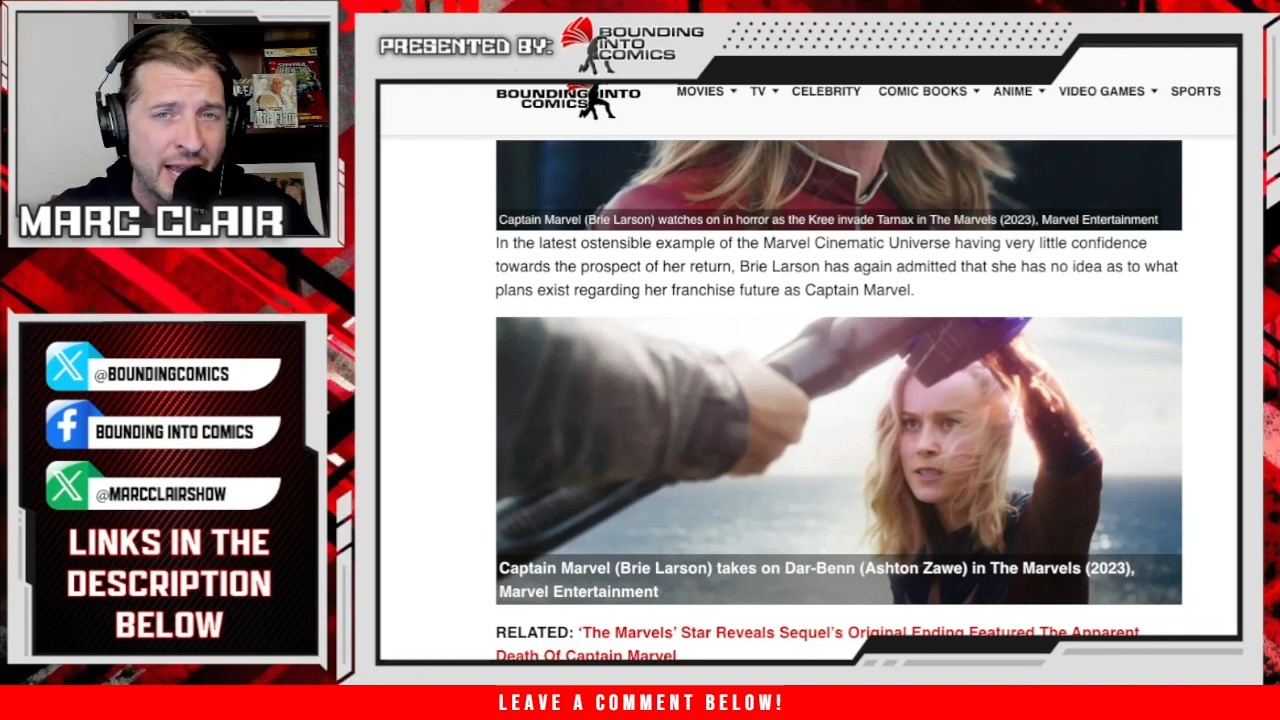 MARC CLAIR
@BOUNDINGCOMICS
BOUNDING INTO COMICS
@MARCCLAIRSHOW
LINKS IN THE
DESCRIPTION
BELOW
PRESENTED BY:
BOUNDING
INTO
COMICS
BOUNDING INTO
COMICS
MOVIES TV CELEBRITY COMIC BOOKS ANIME VIDEO GAMES SPORTS
Captain Marvel (Brie Larson) watches on in horror as the Kree invade Tarnax in The Marvels (2023), Marvel Entertainment
In the latest ostensible example of the Marvel Cinematic Universe having very little confidence
towards the prospect of her return, Brie Larson has again admitted that she has no idea as to what
plans exist regarding her franchise future as Captain Marvel.
Captain Marvel (Brie Larson) takes on Dar-Benn (Ashton Zawe) in The Marvels (2023),
Marvel Entertainment
RELATED: ‘The Marvels’ Star Reveals Sequel’s Original Ending Featured The Apparent
Death Of Captain Marvel
LEAVE A COMMENT BELOW!